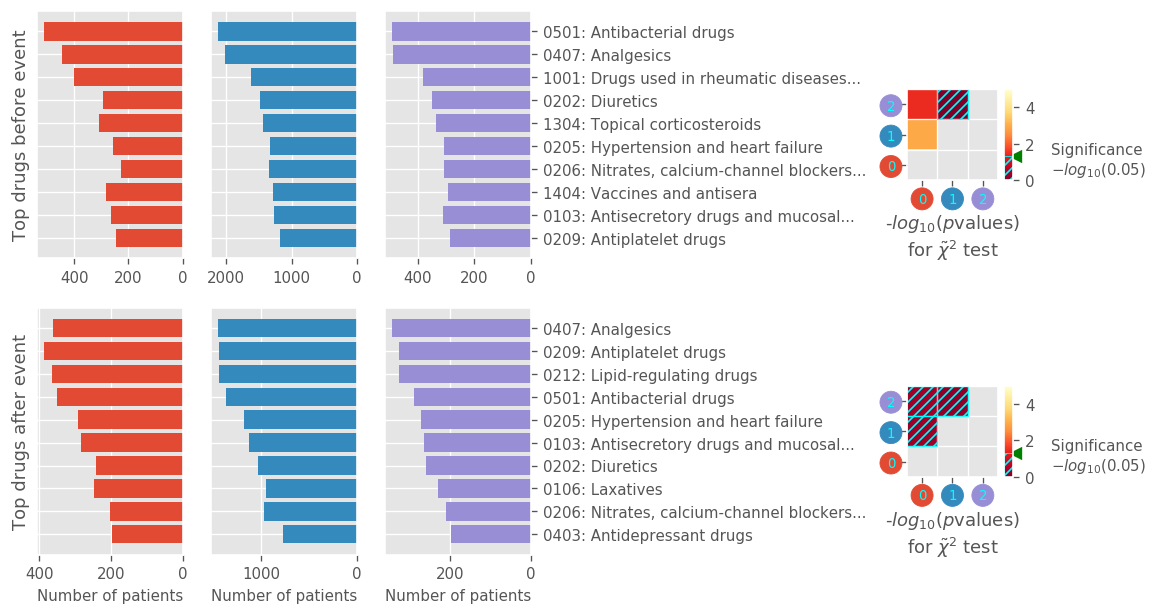 Top drugs before event
400
200
0
2000
1000
0
400
200
0
0501: Antibacterial drugs
0407: Analgesics
1001: Drugs used in rheumatic diseases...
0202: Diuretics
1304: Topical corticosteroids
0205: Hypertension and heart failure
0206: Nitrates, calcium-channel blockers...
1404: Vaccines and antisera
0103: Antisecretory drugs and mucosal...
0209: Antiplatelet drugs
2
1
0
0
1
2
-log₁₀(pvalues)
for χ̃² test
4
2
0
Significance
−log₁₀(0.05)
Top drugs after event
400
200
0
1000
0
200
0
Number of patients
Number of patients
Number of patients
0407: Analgesics
0209: Antiplatelet drugs
0212: Lipid-regulating drugs
0501: Antibacterial drugs
0205: Hypertension and heart failure
0103: Antisecretory drugs and mucosal...
0202: Diuretics
0106: Laxatives
0206: Nitrates, calcium-channel blockers...
0403: Antidepressant drugs
2
1
0
0
1
2
-log₁₀(pvalues)
for χ̃² test
4
2
0
Significance
−log₁₀(0.05)